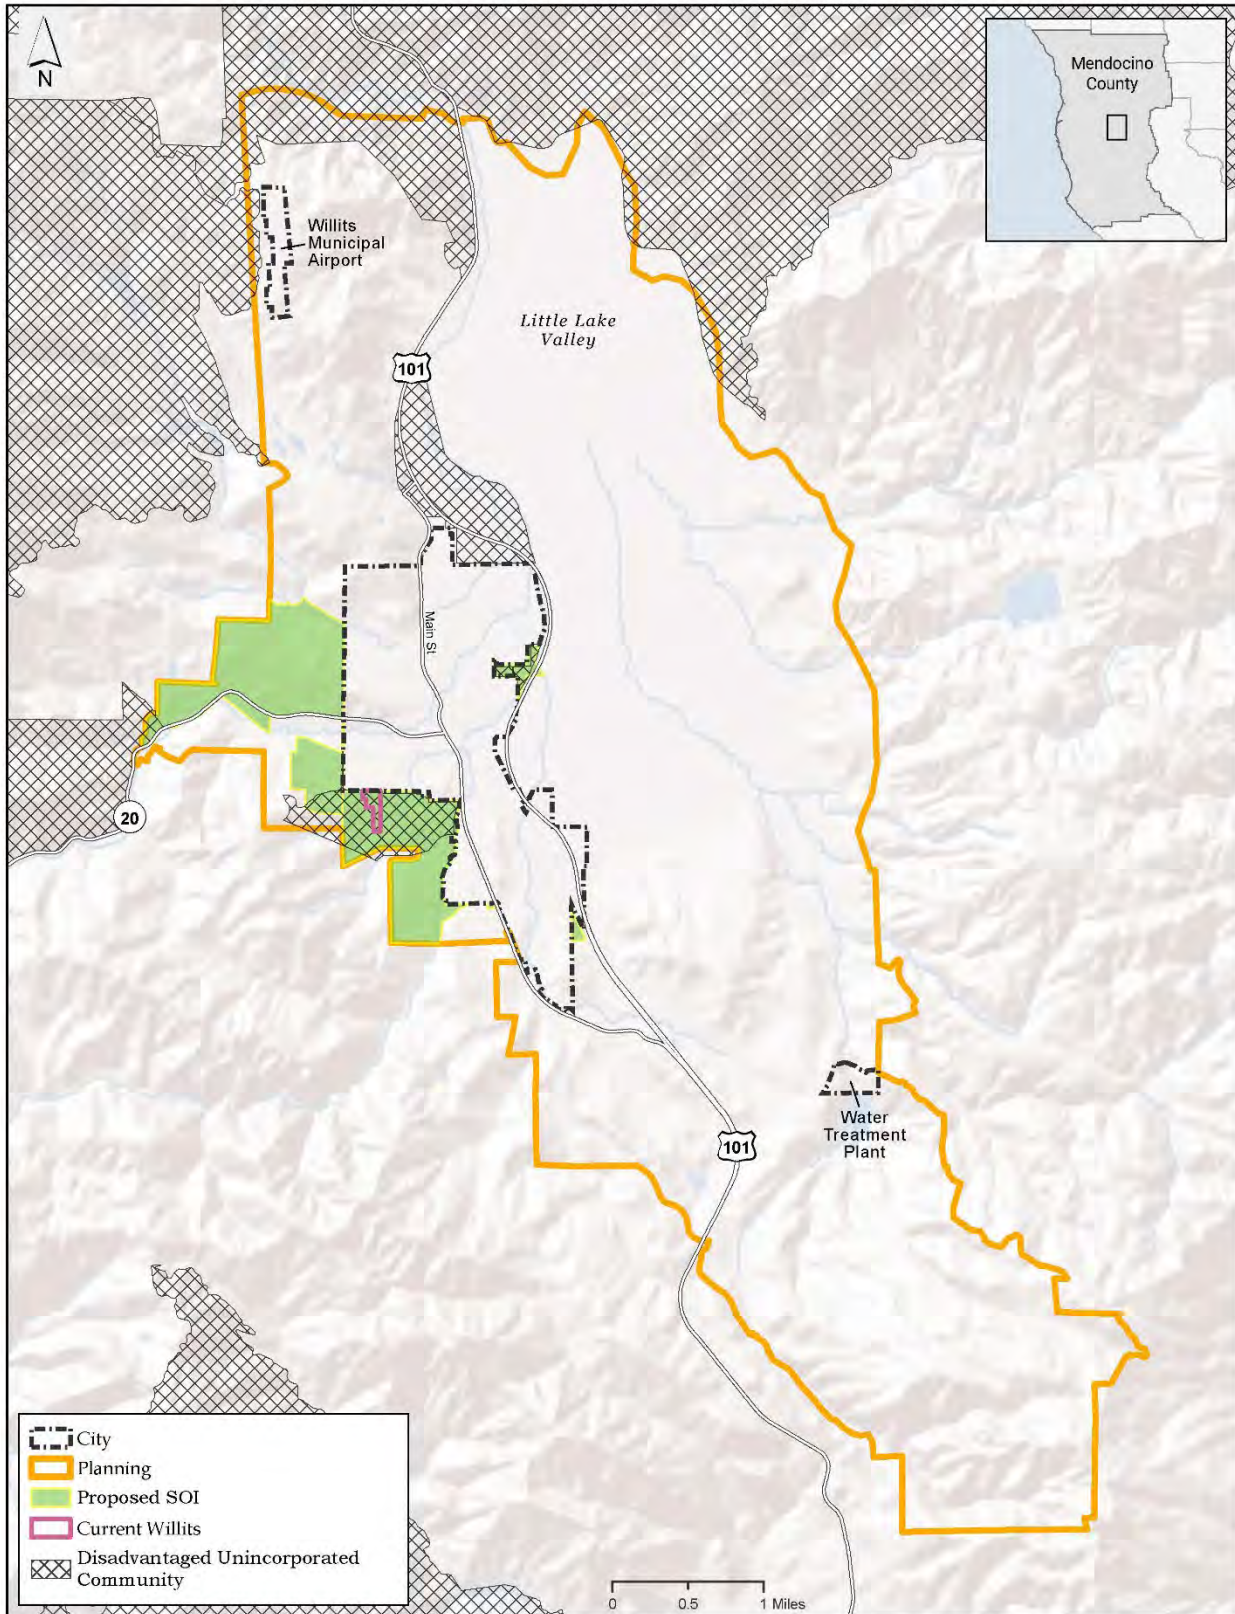 N
Mendocino
County
Willits
Municipal
Airport
Little Lake
Valley
101
Main St
20
Water
Treatment
Plant
101
City
Planning
Proposed SOI
Current Willits
Disadvantaged Unincorporated
Community
0 0.5 1 Miles